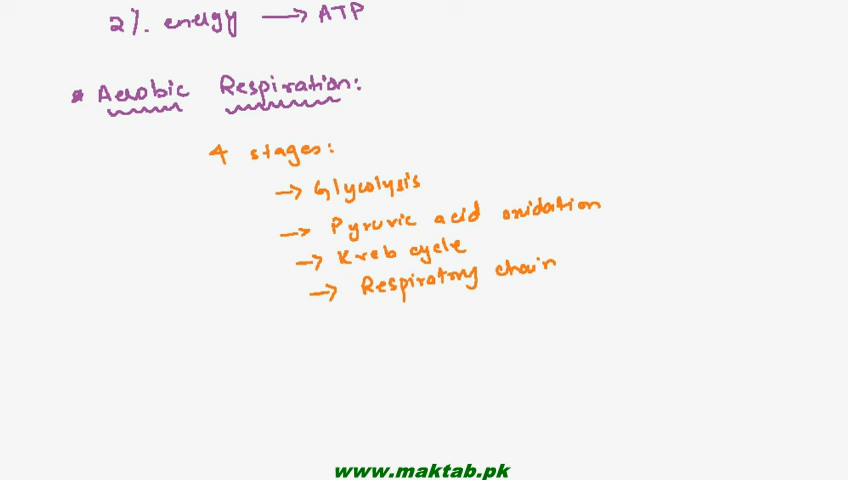 2%. energy → ATP
* Aerobic Respiration:
4 stages:
→ Glycolysis
→ Pyruvic acid oxidation
→ Kreb cycle
→ Respiratory chain
www.maktab.pk